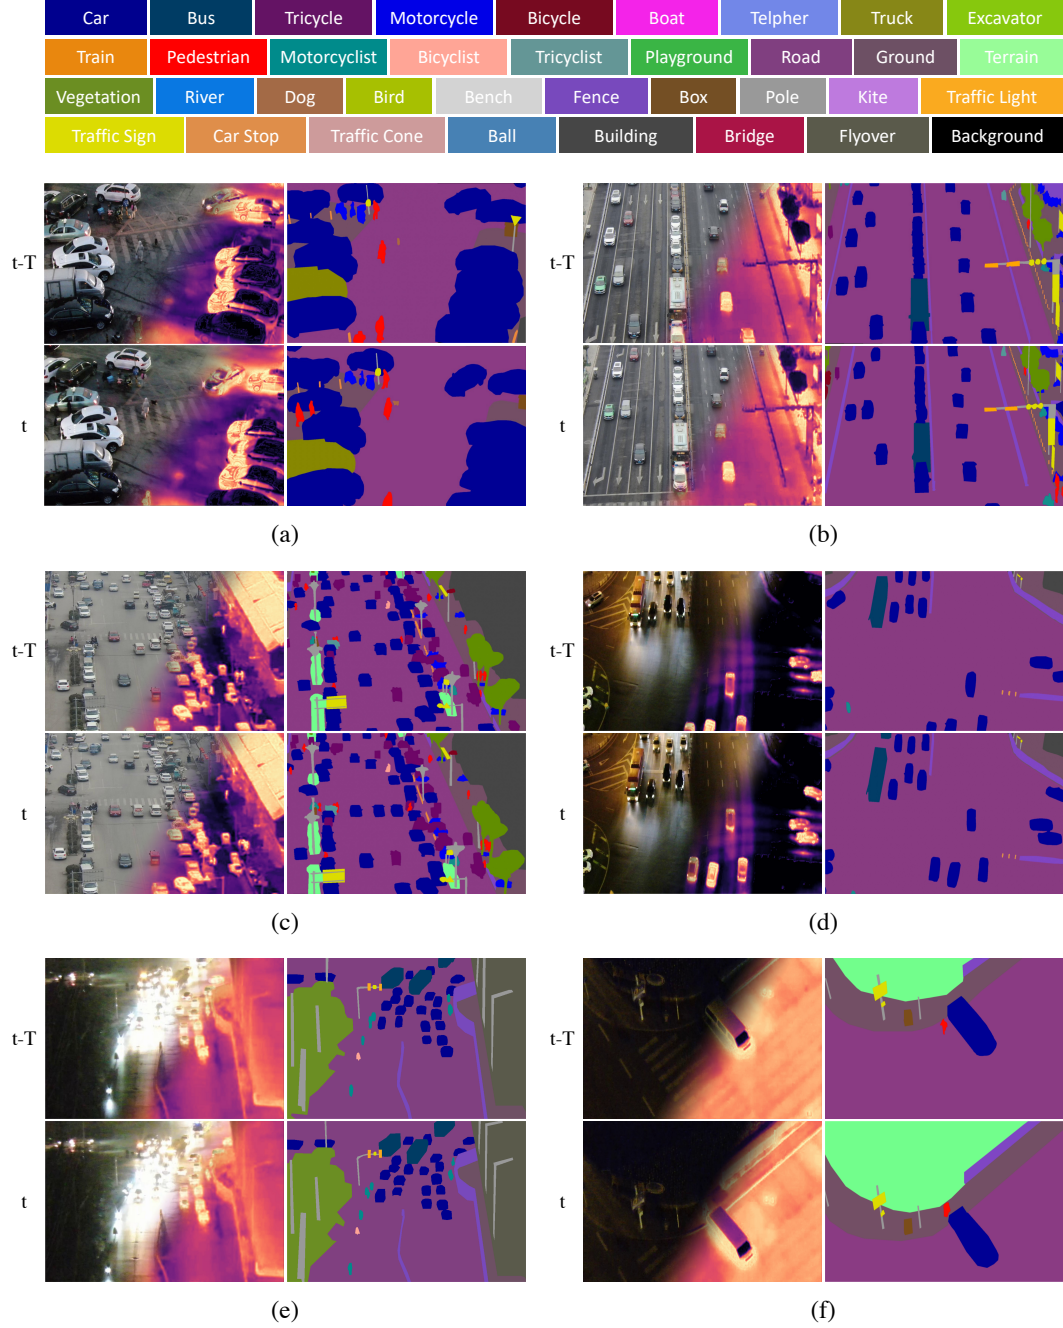 Car Bus Tricycle Motorcycle Bicycle Boat Telpher Truck Excavator
Train Pedestrian Motorcyclist Bicyclist Tricyclist Playground Road Ground Terrain
Vegetation River Dog Bird Bench Fence Box Pole Kite Traffic Light
Traffic Sign Car Stop Traffic Cone Ball Building Bridge Flyover Background
t-T t-T
t t
(a) (b)
t-T t-T
t t
(c) (d)
t-T t-T
t t
(e) (f)